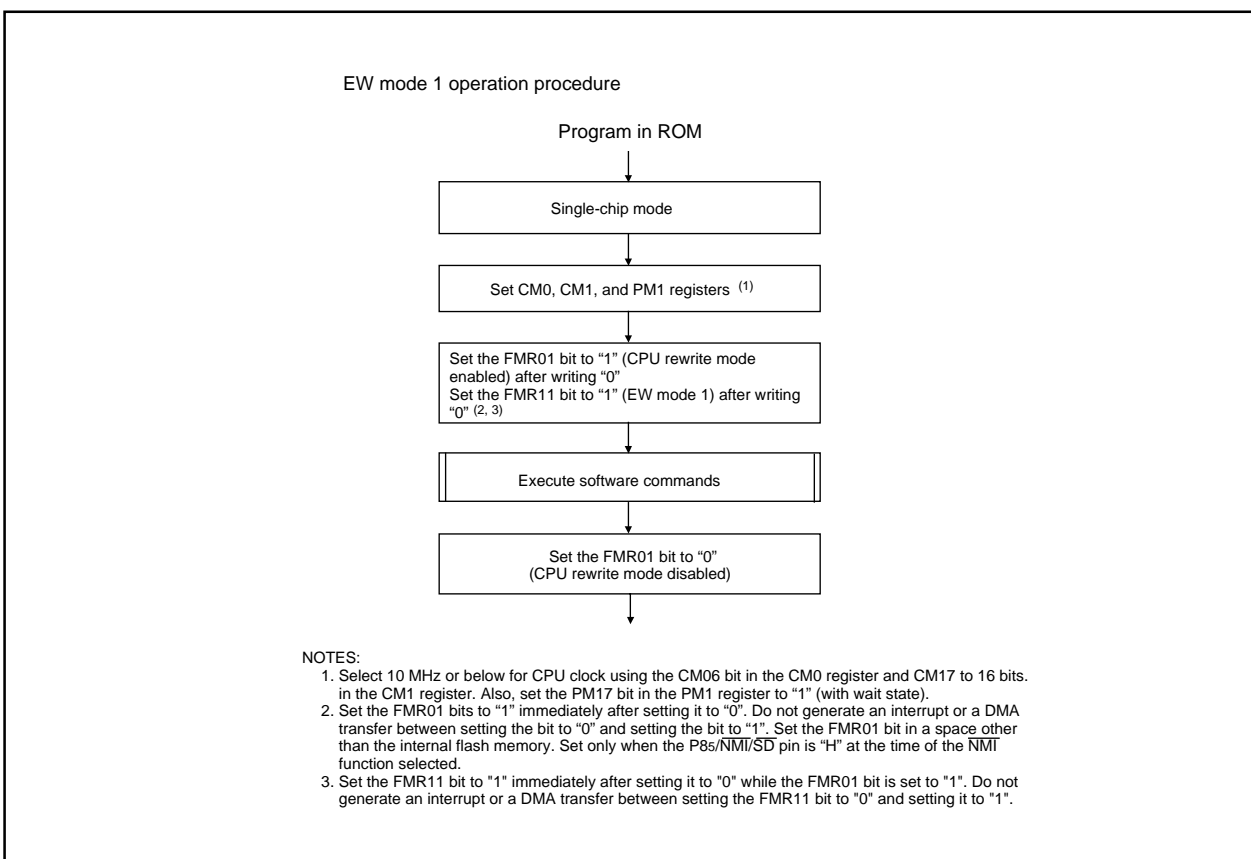 EW mode 1 operation procedure
Program in ROM
Single-chip mode
Set CM0, CM1, and PM1 registers (1)
Set the FMR01 bit to “1” (CPU rewrite mode
enabled) after writing “0”
Set the FMR11 bit to “1” (EW mode 1) after writing
“0” (2, 3)
Execute software commands
Set the FMR01 bit to “0”
(CPU rewrite mode disabled)
NOTES:
1. Select 10 MHz or below for CPU clock using the CM06 bit in the CM0 register and CM17 to 16 bits.
in the CM1 register. Also, set the PM17 bit in the PM1 register to “1” (with wait state).
2. Set the FMR01 bits to “1” immediately after setting it to “0”. Do not generate an interrupt or a DMA
transfer between setting the bit to “0” and setting the bit to “1”. Set the FMR01 bit in a space other
than the internal flash memory. Set only when the P85/NMI/SD pin is “H” at the time of the NMI
function selected.
3. Set the FMR11 bit to "1" immediately after setting it to "0" while the FMR01 bit is set to "1". Do not
generate an interrupt or a DMA transfer between setting the FMR11 bit to "0" and setting it to "1".